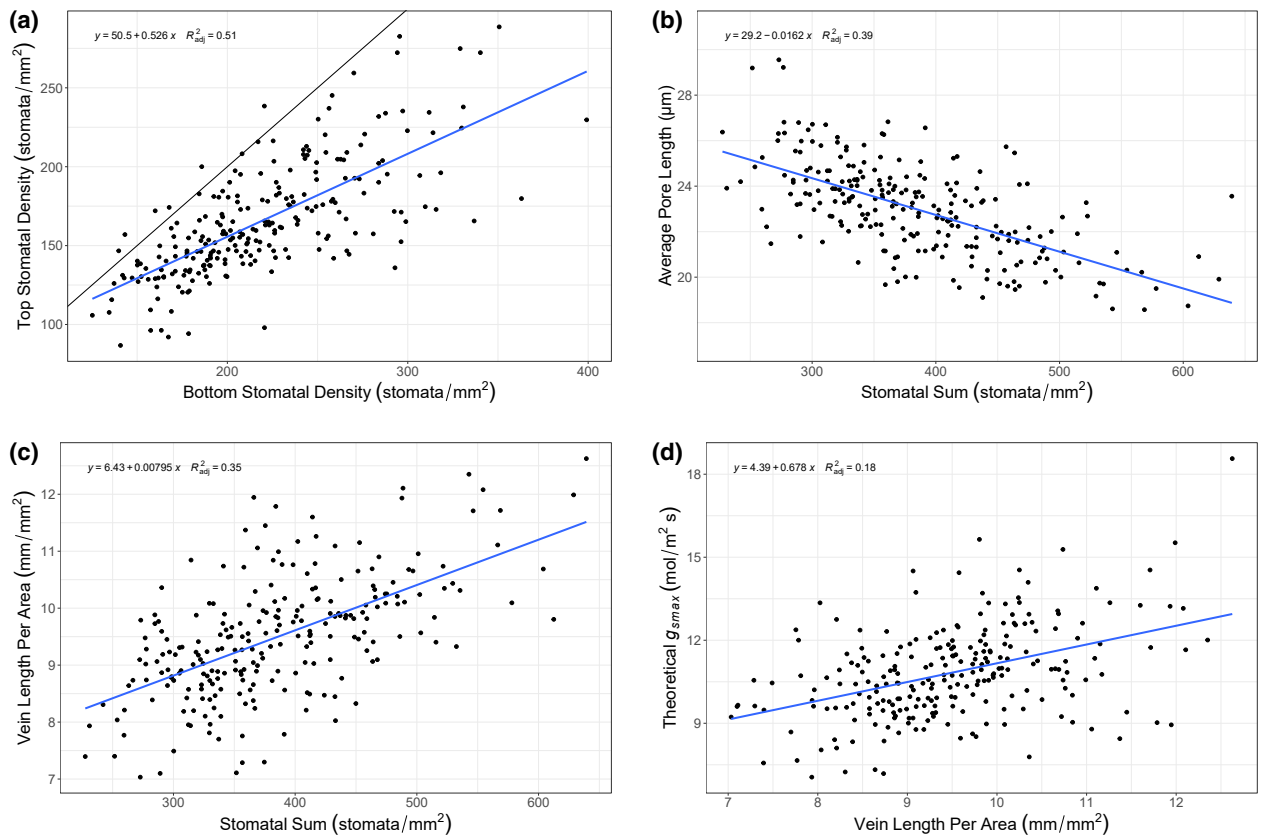 (a)
y = 50.5 + 0.526 x R²adj = 0.51
Top Stomatal Density (stomata/mm²)
250
200
150
100
200
300
400
Bottom Stomatal Density (stomata/mm²)
(b)
y = 29.2 − 0.0162 x R²adj = 0.39
Average Pore Length (µm)
28
24
20
300
400
500
600
Stomatal Sum (stomata/mm²)
(c)
y = 6.43 + 0.00795 x R²adj = 0.35
Vein Length Per Area (mm/mm²)
12
11
10
9
8
7
300
400
500
600
Stomatal Sum (stomata/mm²)
(d)
y = 4.39 + 0.678 x R²adj = 0.18
Theoretical gsmax (mol/m² s)
18
15
12
9
7
8
9
10
11
12
Vein Length Per Area (mm/mm²)